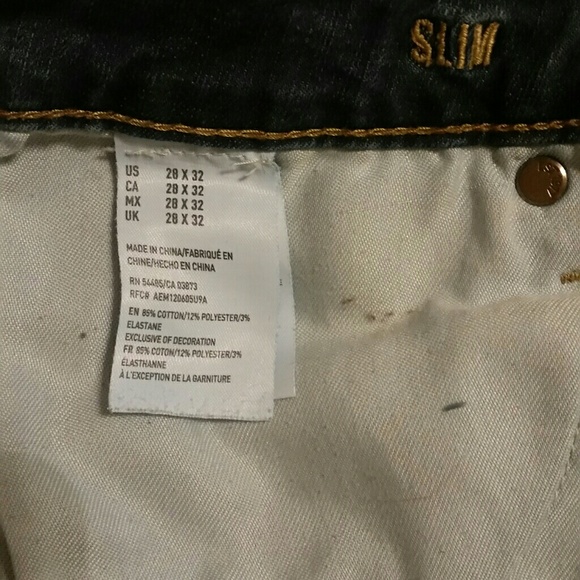 SLIM
US 28 X 32
CA 28 X 32
MX 28 X 32
UK 28 X 32
MADE IN CHINA/FABRIQUÉ EN
CHINE/HECHO EN CHINA
RN 54485/CA 03873
RFC# AEM120605U9A
EN 85% COTTON/12% POLYESTER/3%
ELASTANE
EXCLUSIVE OF DECORATION
FR 85% COTON/12% POLYESTER/3%
ÉLASTHANNE
À L'EXCEPTION DE LA GARNITURE